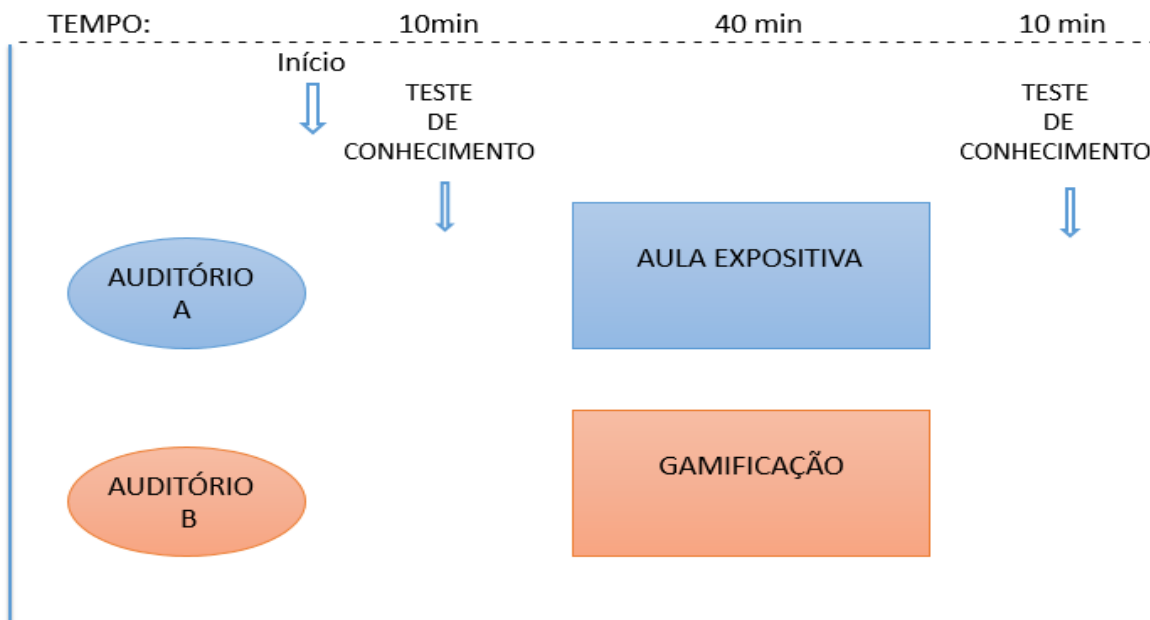 TEMPO: 10min 40 min 10 min
Início
TESTE
DE
CONHECIMENTO
TESTE
DE
CONHECIMENTO
AUDITÓRIO
A
AULA EXPOSITIVA
AUDITÓRIO
B
GAMIFICAÇÃO